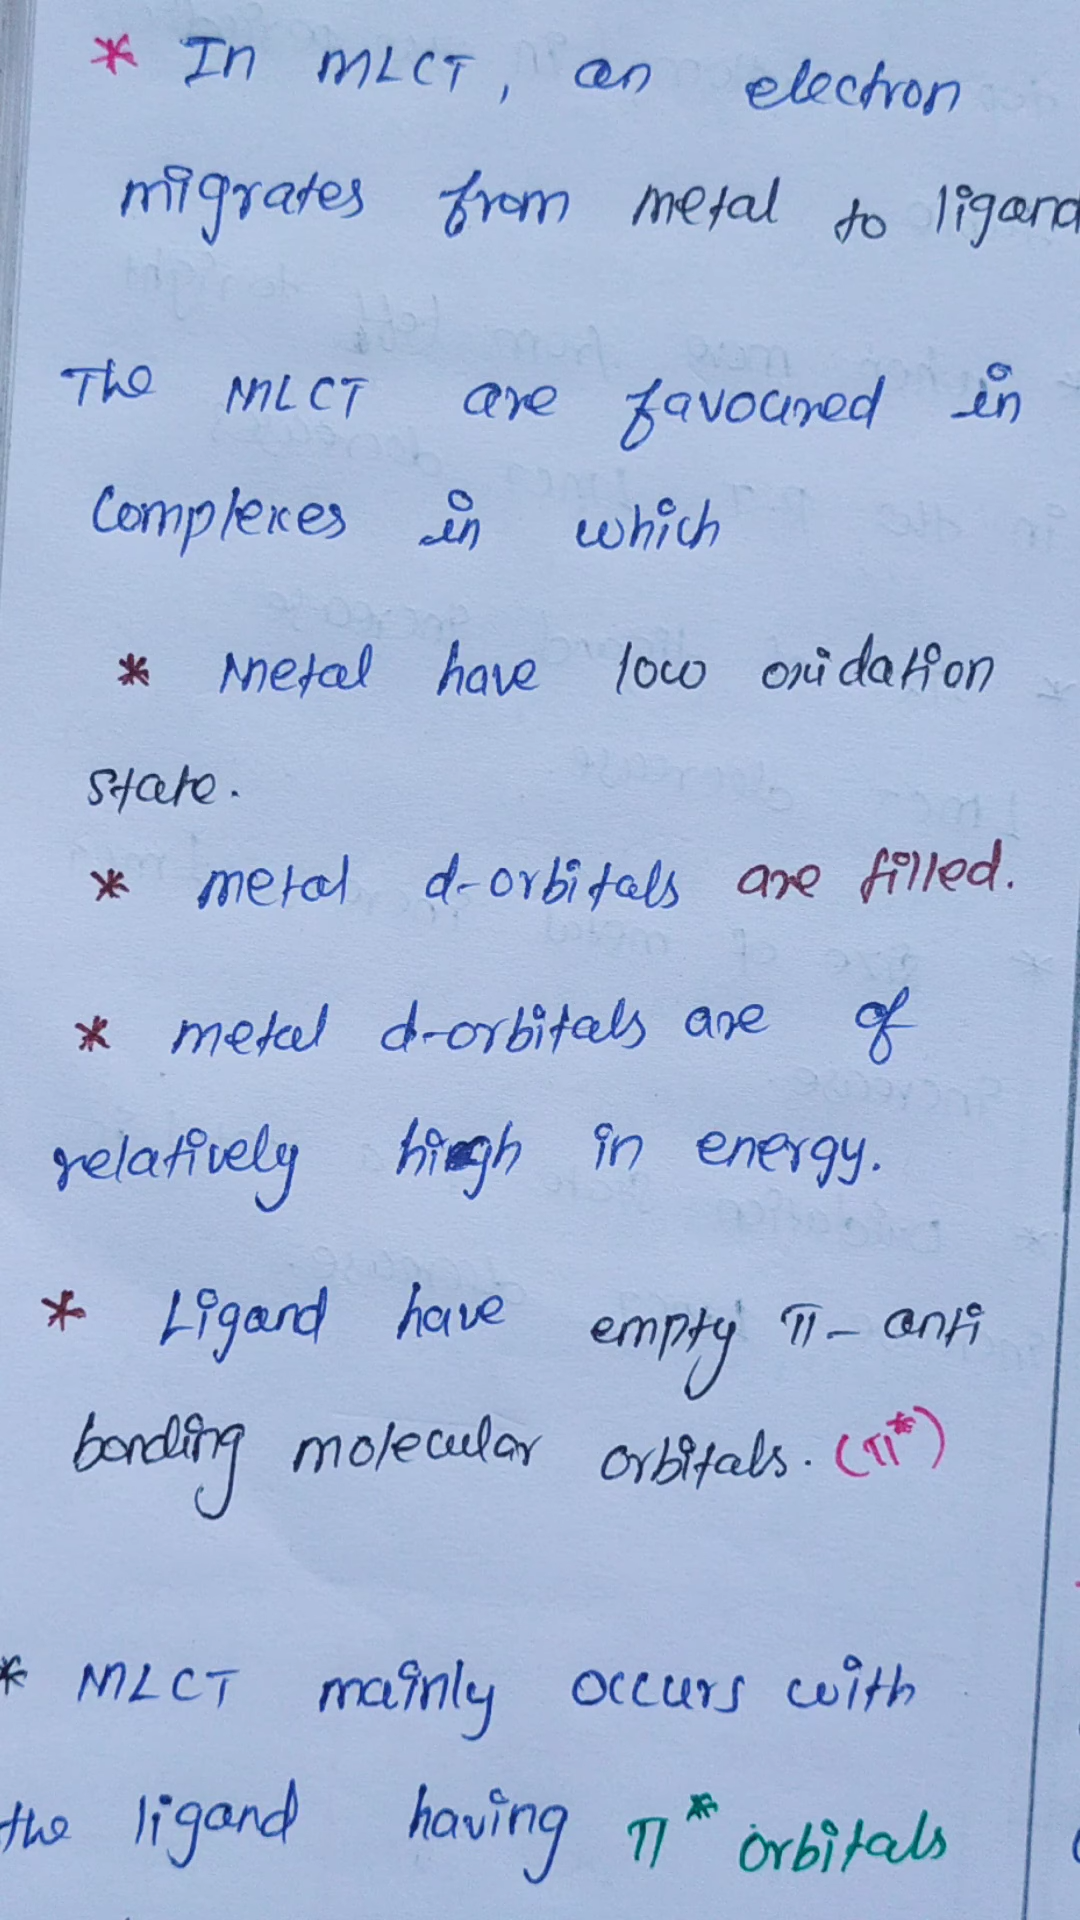 * In MLCT, an electron
migrates from metal to ligand
The MLCT are favoured in
Complexes in which
* Metal have low oxidation
state.
* metal d-orbitals are filled.
* metal d-orbitals are of
relatively high in energy.
* Ligand have empty π- anti
bonding molecular orbitals. (π*)
* MLCT mainly occurs with
the ligand having π* orbitals